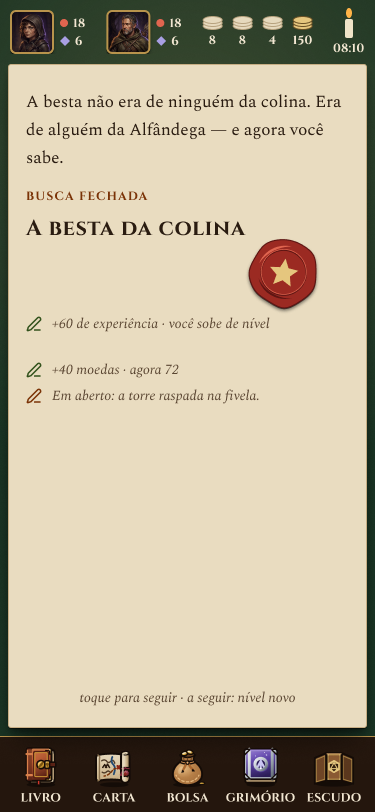 18
6
18
6
8
8
4
150
08:10
A besta não era de ninguém da colina. Era
de alguém da Alfândega — e agora você
sabe.
BUSCA FECHADA
A BESTA DA COLINA
+60 de experiência · você sobe de nível
+40 moedas · agora 72
Em aberto: a torre raspada na fivela.
toque para seguir · a seguir: nível novo
LIVRO
CARTA
BOLSA
GRIMÓRIO
ESCUDO